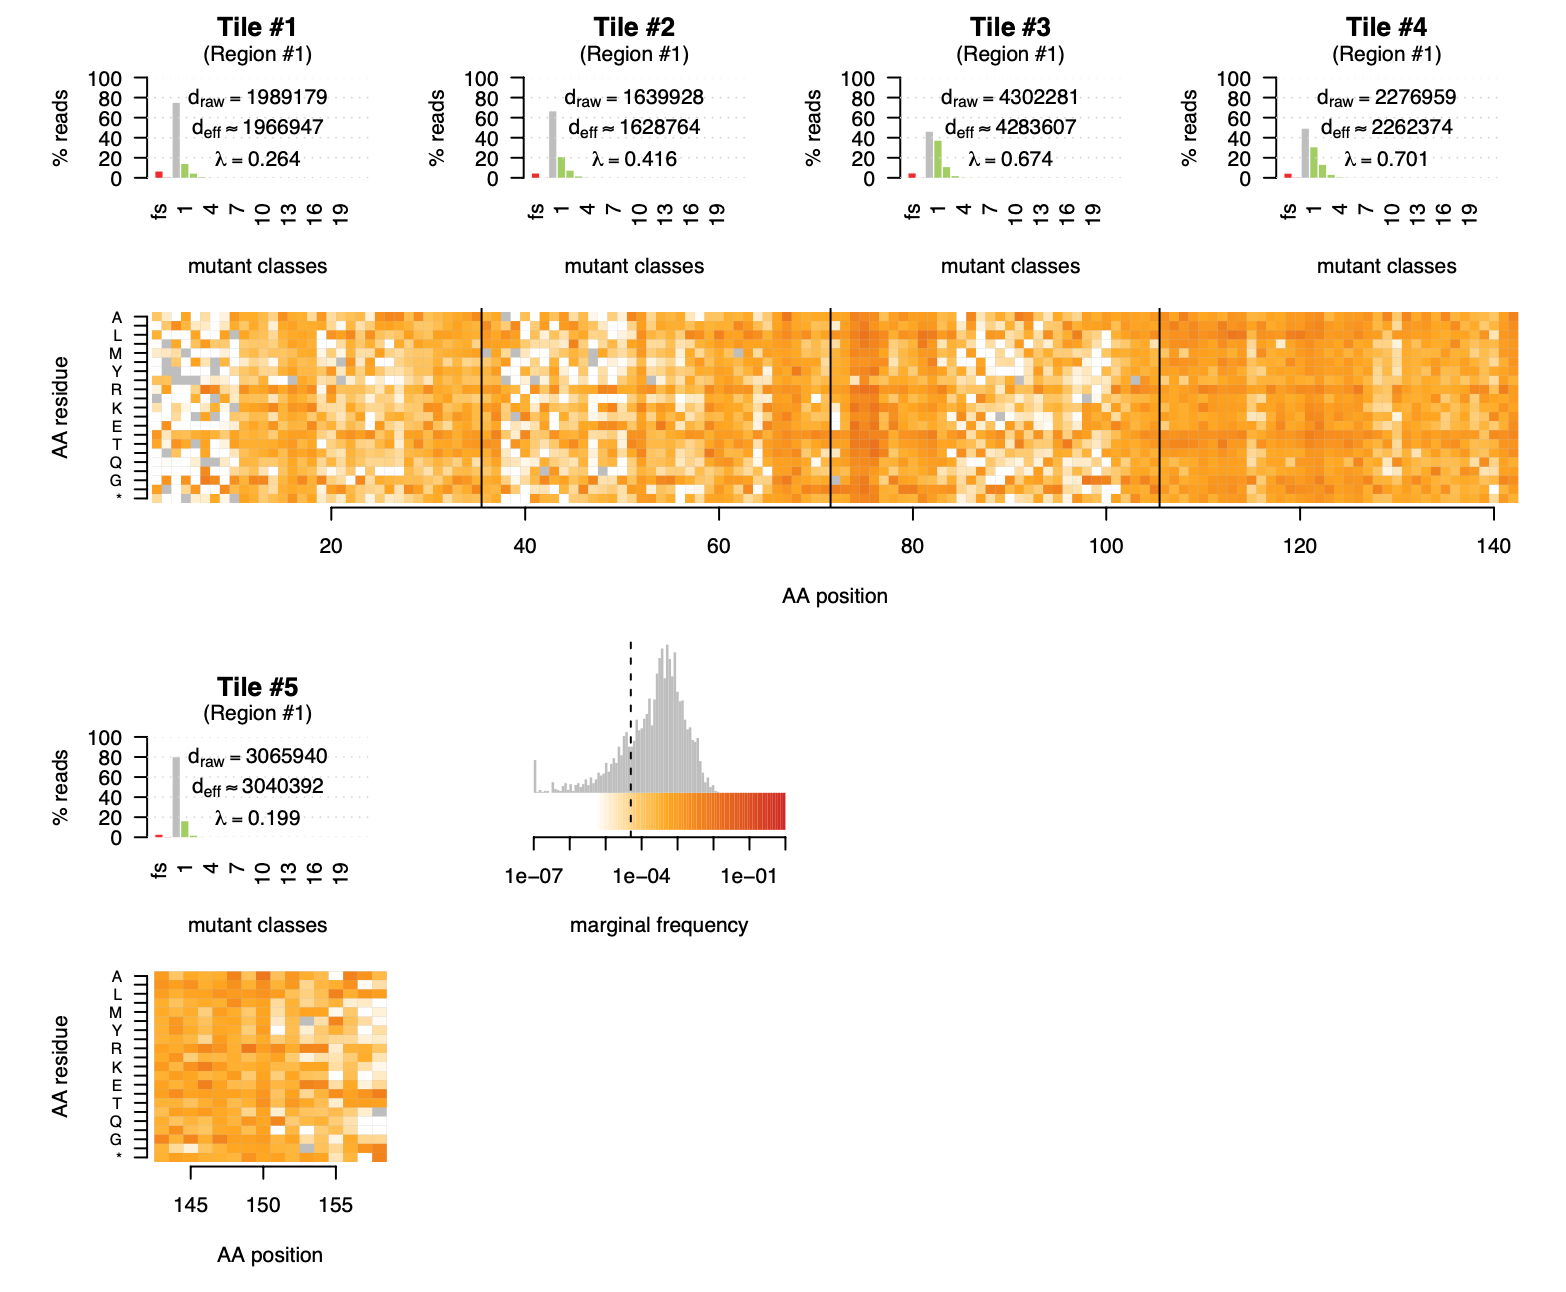 Tile #1
(Region #1)
% reads
100
80
60
40
20
0
d_raw = 1989179
d_eff ≈ 1966947
λ = 0.264
fs 1 4 7 10 13 16 19
mutant classes
Tile #2
(Region #1)
% reads
100
80
60
40
20
0
d_raw = 1639928
d_eff ≈ 1628764
λ = 0.416
fs 1 4 7 10 13 16 19
mutant classes
Tile #3
(Region #1)
% reads
100
80
60
40
20
0
d_raw = 4302281
d_eff ≈ 4283607
λ = 0.674
fs 1 4 7 10 13 16 19
mutant classes
Tile #4
(Region #1)
% reads
100
80
60
40
20
0
d_raw = 2276959
d_eff ≈ 2262374
λ = 0.701
fs 1 4 7 10 13 16 19
mutant classes
AA residue
A
L
M
Y
R
K
E
T
Q
G
*
20 40 60 80 100 120 140
AA position
Tile #5
(Region #1)
% reads
100
80
60
40
20
0
d_raw = 3065940
d_eff ≈ 3040392
λ = 0.199
fs 1 4 7 10 13 16 19
mutant classes
1e−07 1e−04 1e−01
marginal frequency
AA residue
A
L
M
Y
R
K
E
T
Q
G
*
145 150 155
AA position